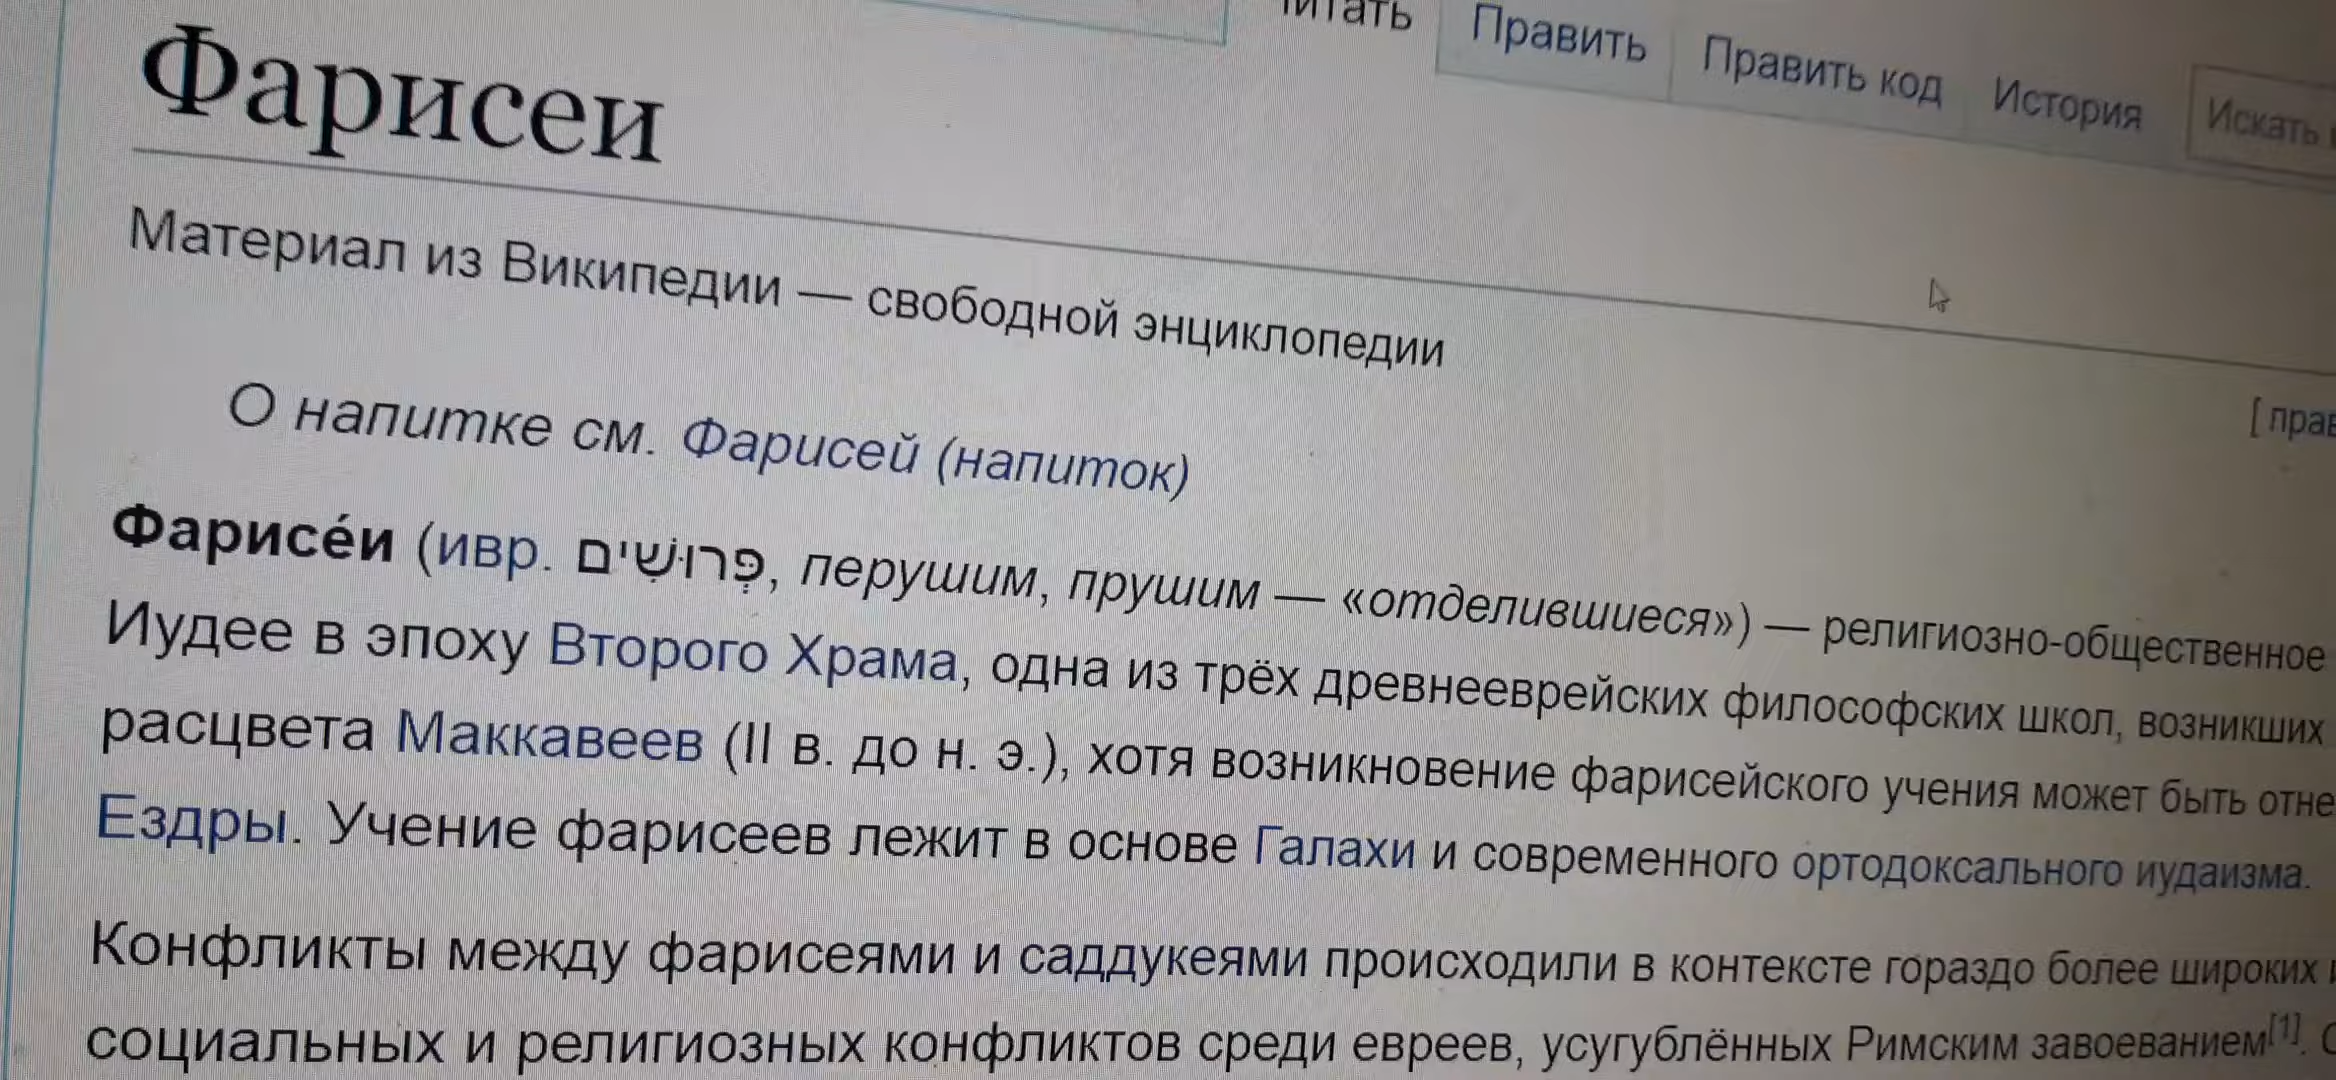 Читать Править Править код История Искать
Фарисеи
Материал из Википедии — свободной энциклопедии
[ прав
О напитке см. Фарисей (напиток)
Фарисе́и (ивр. פְּרוּשִׁים, перушим, прушим — «отделившиеся») — религиозно-общественное
Иудее в эпоху Второго Храма, одна из трёх древнееврейских философских школ, возникших
расцвета Маккавеев (II в. до н. э.), хотя возникновение фарисейского учения может быть отне
Ездры. Учение фарисеев лежит в основе Галахи и современного ортодоксального иудаизма.
Конфликты между фарисеями и саддукеями происходили в контексте гораздо более широких
социальных и религиозных конфликтов среди евреев, усугублённых Римским завоеванием[1].